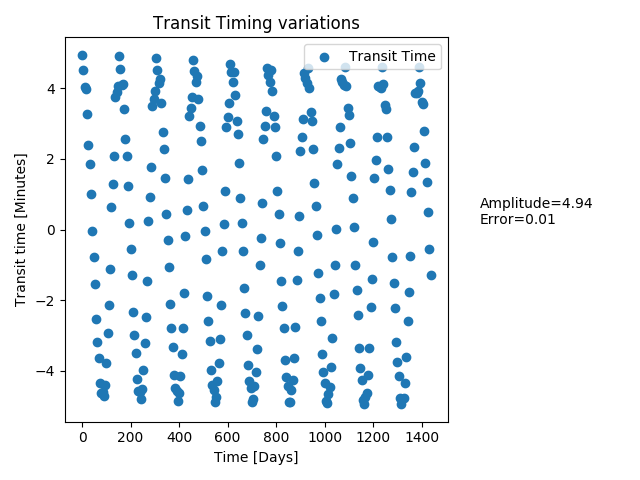 Transit Timing variations
Transit Time
Transit time [Minutes]
4
2
0
−2
−4
0 200 400 600 800 1000 1200 1400
Time [Days]
Amplitude=4.94
Error=0.01